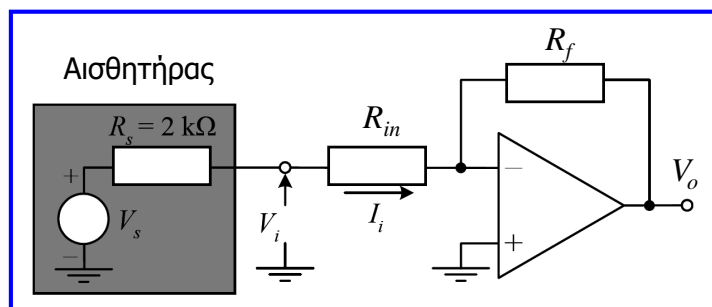 Αισθητήρας
R_s = 2 kΩ
+
V_s
−
V_i
R_in
I_i
R_f
−
+
V_o